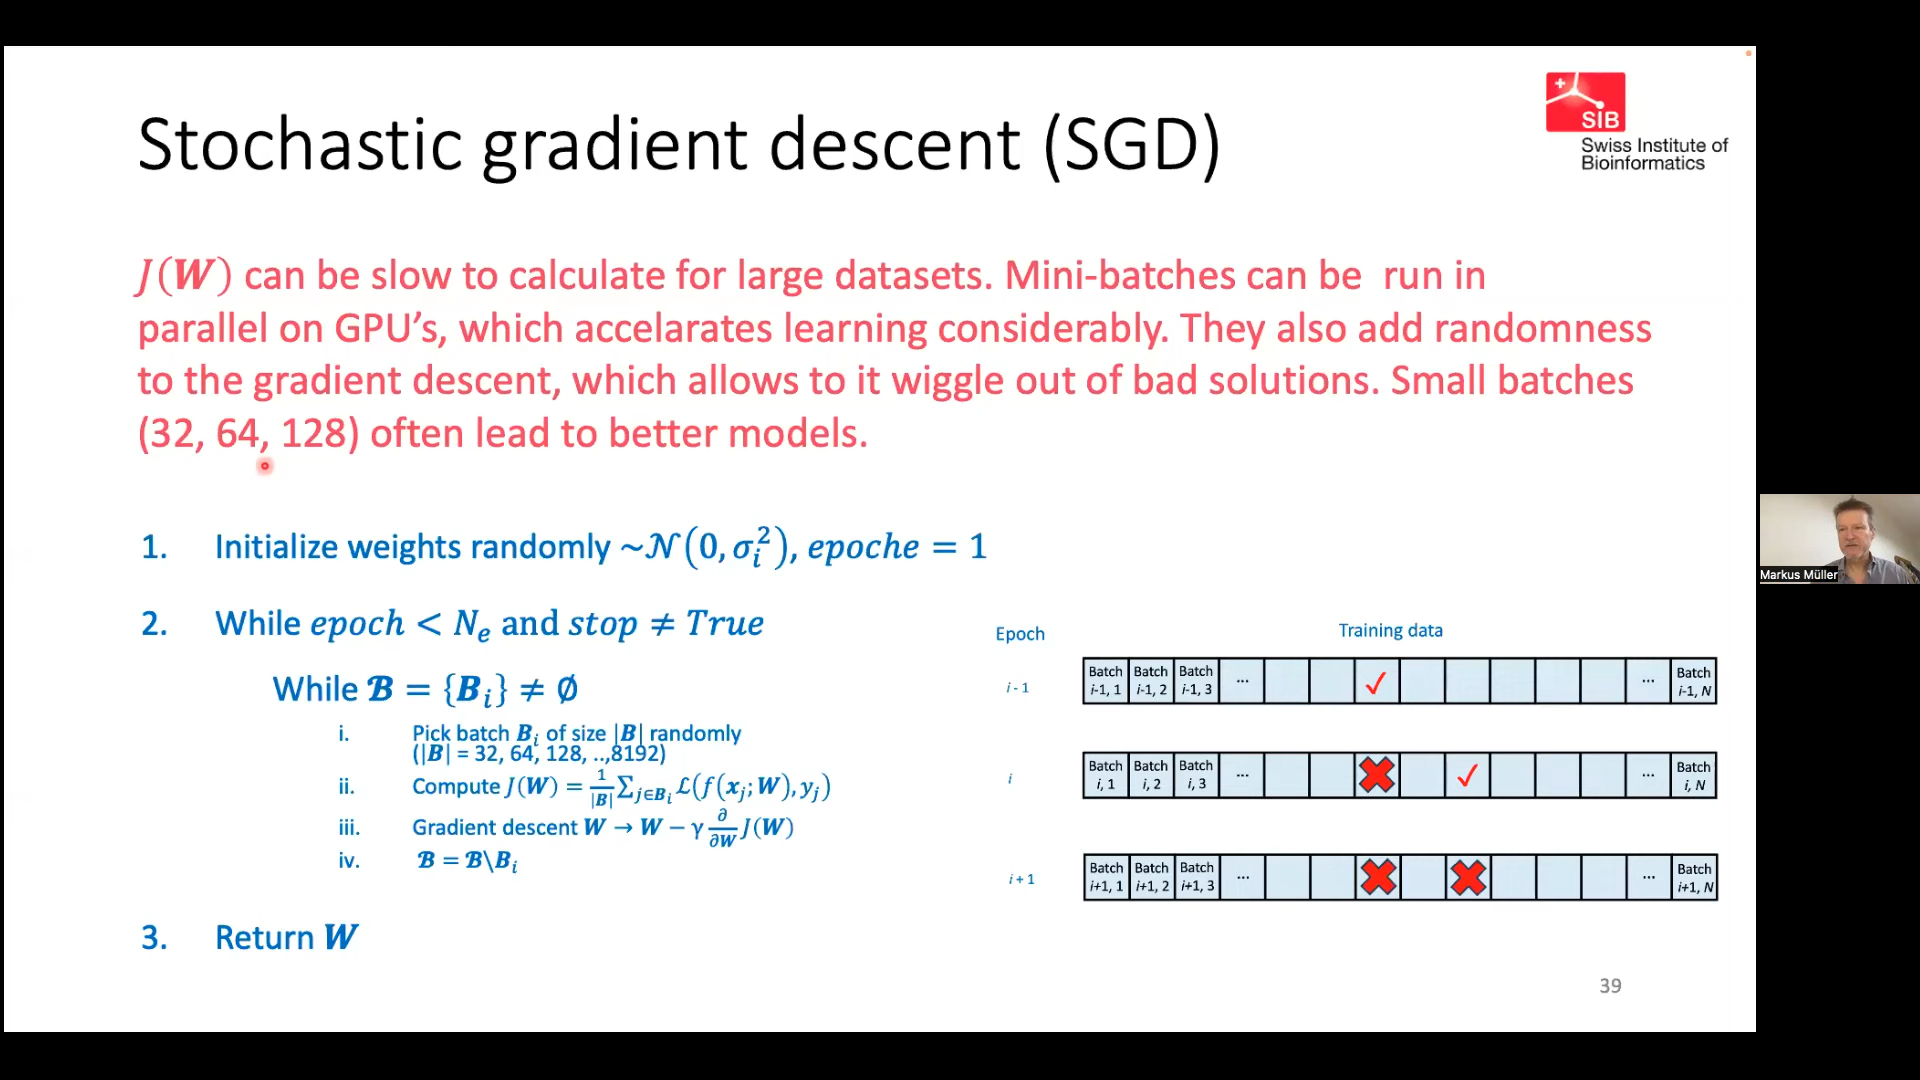 Stochastic gradient descent (SGD)
SIB
Swiss Institute of
Bioinformatics
J(W) can be slow to calculate for large datasets. Mini-batches can be  run in
parallel on GPU’s, which accelarates learning considerably. They also add randomness
to the gradient descent, which allows to it wiggle out of bad solutions. Small batches
(32, 64, 128) often lead to better models.
1. Initialize weights randomly ~𝒩(0, σᵢ²), epoche = 1
2. While epoch < Nₑ and stop ≠ True
While ℬ = {Bᵢ} ≠ ∅
i. Pick batch Bᵢ of size |B| randomly
(|B| = 32, 64, 128, ..,8192)
ii. Compute J(W) = 1/|B| ∑_{j∈Bᵢ} ℒ(f(xⱼ; W), yⱼ)
iii. Gradient descent W → W − γ ∂/∂W J(W)
iv. ℬ = ℬ\Bᵢ
3. Return W
Epoch Training data
i - 1 Batch i-1, 1 Batch i-1, 2 Batch i-1, 3 ... ✓ ... Batch i-1, N
i Batch i, 1 Batch i, 2 Batch i, 3 ... ✖ ✓ ... Batch i, N
i + 1 Batch i+1, 1 Batch i+1, 2 Batch i+1, 3 ... ✖ ✖ ... Batch i+1, N
39
Markus Müller